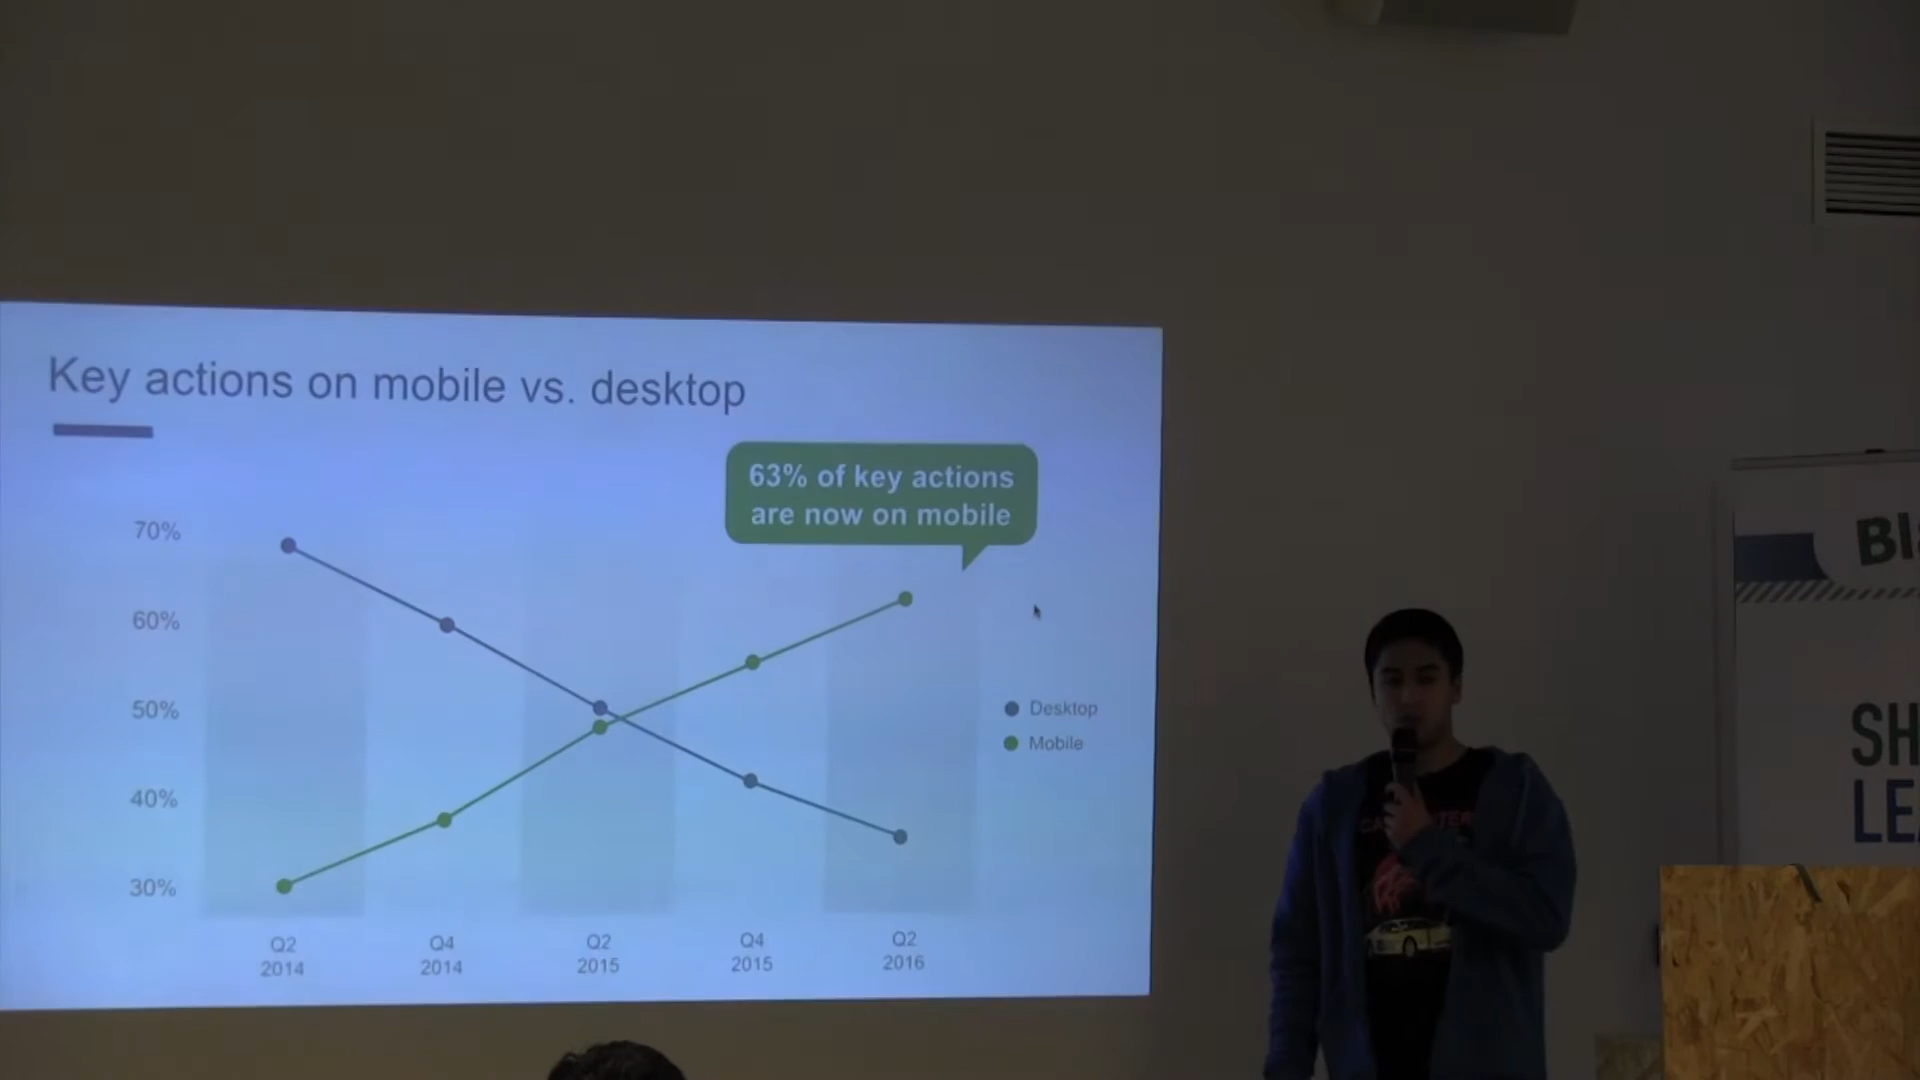 Key actions on mobile vs. desktop
63% of key actions
are now on mobile
70%
60%
50%
40%
30%
Desktop
Mobile
Q2
2014
Q4
2014
Q2
2015
Q4
2015
Q2
2016
Bl
SH
LE